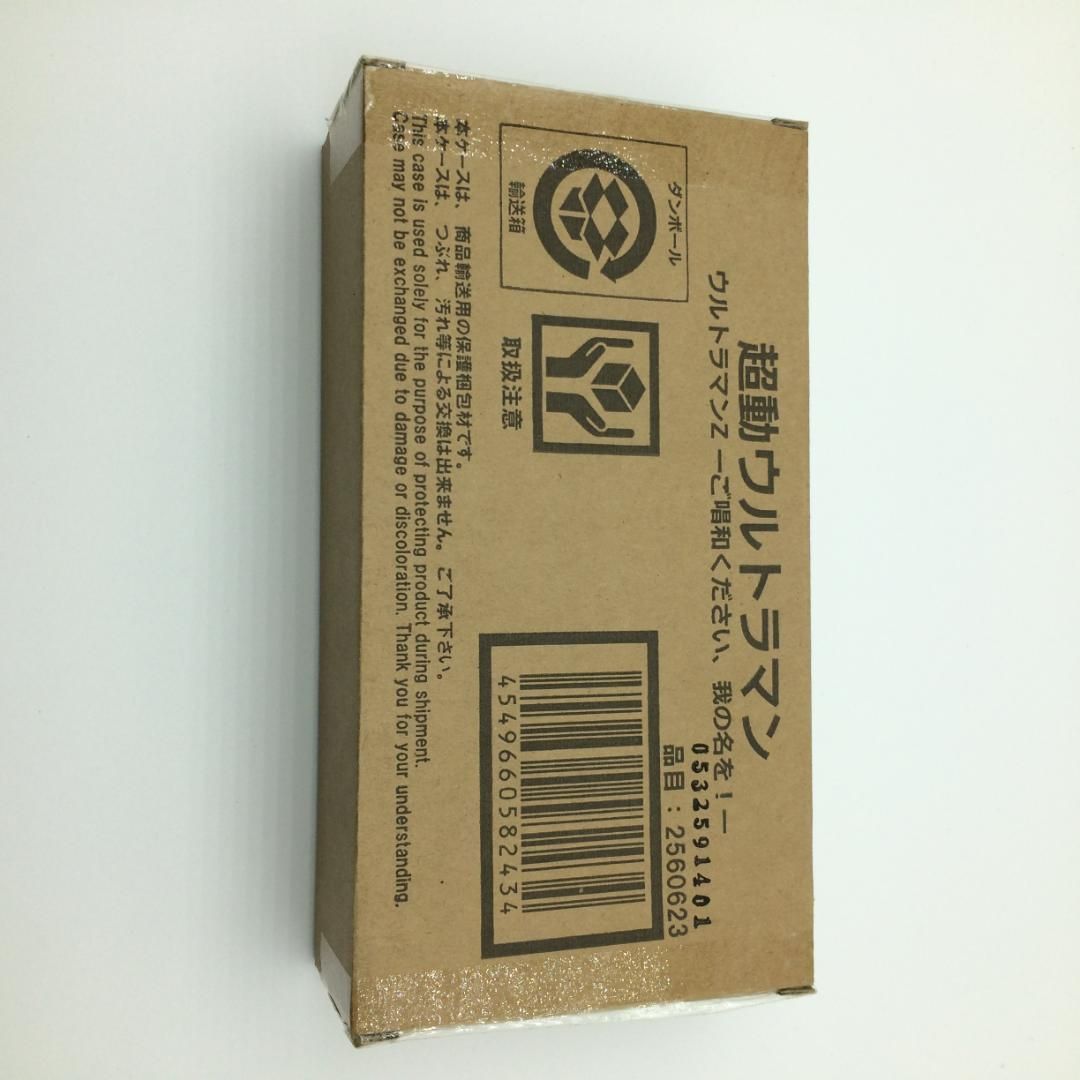 超動ウルトラマン
ウルトラマンZ ―ご唱和ください、我の名を！―
0532591401
品目：2560623
ダンボール
輸送箱
取扱注意
4549660582434
本ケースは、商品輸送用の保護梱包材です。
本ケースは、つぶれ、汚れ等による交換は出来ません。ご了承下さい。
This case is used solely for the purpose of protecting product during shipment.
Case may not be exchanged due to damage or discoloration. Thank you for your understanding.